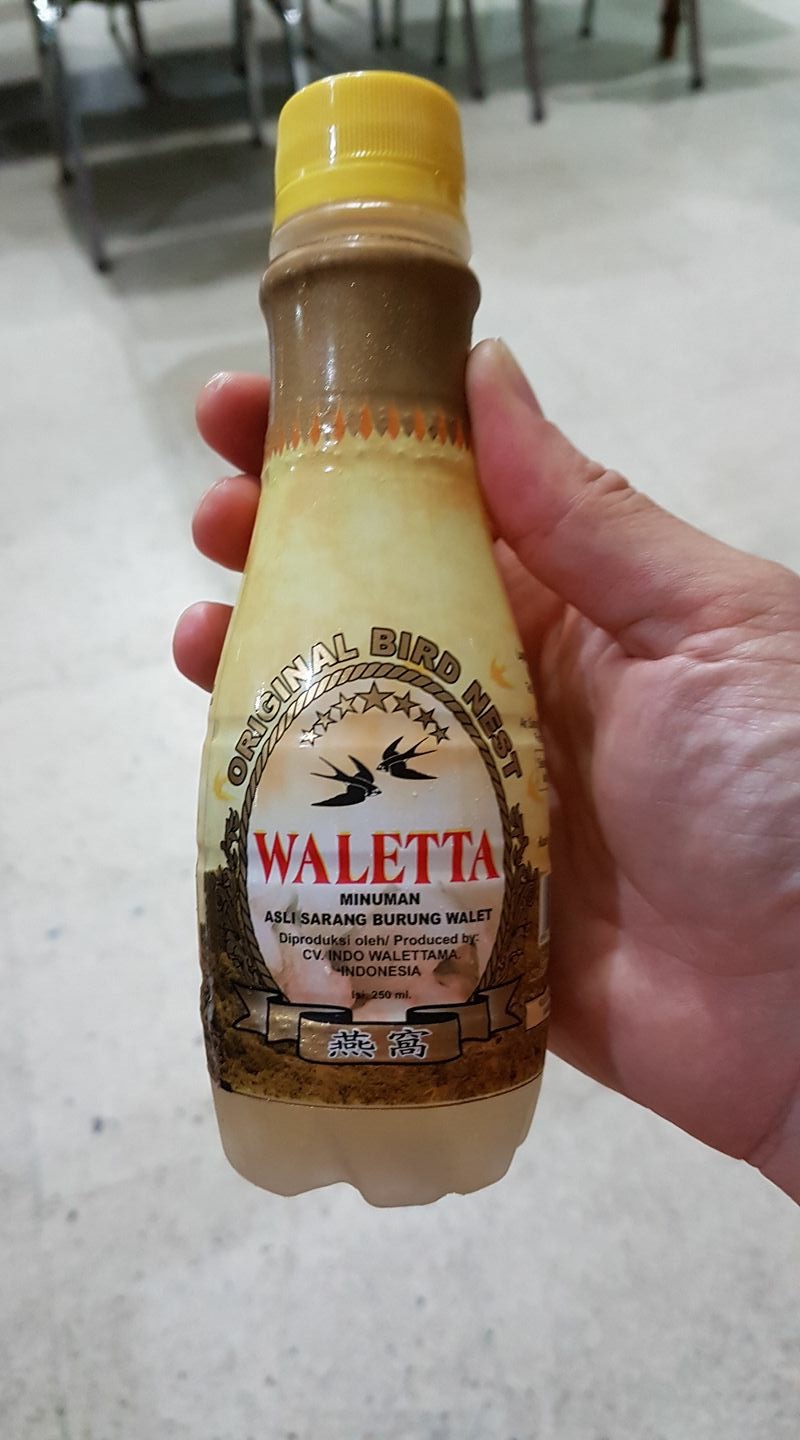 ORIGINAL BIRD NEST
WALETTA
MINUMAN
ASLI SARANG BURUNG WALET
Diproduksi oleh/ Produced by:
CV. INDO WALETTAMA
INDONESIA
Isi: 250 ml.
燕窩